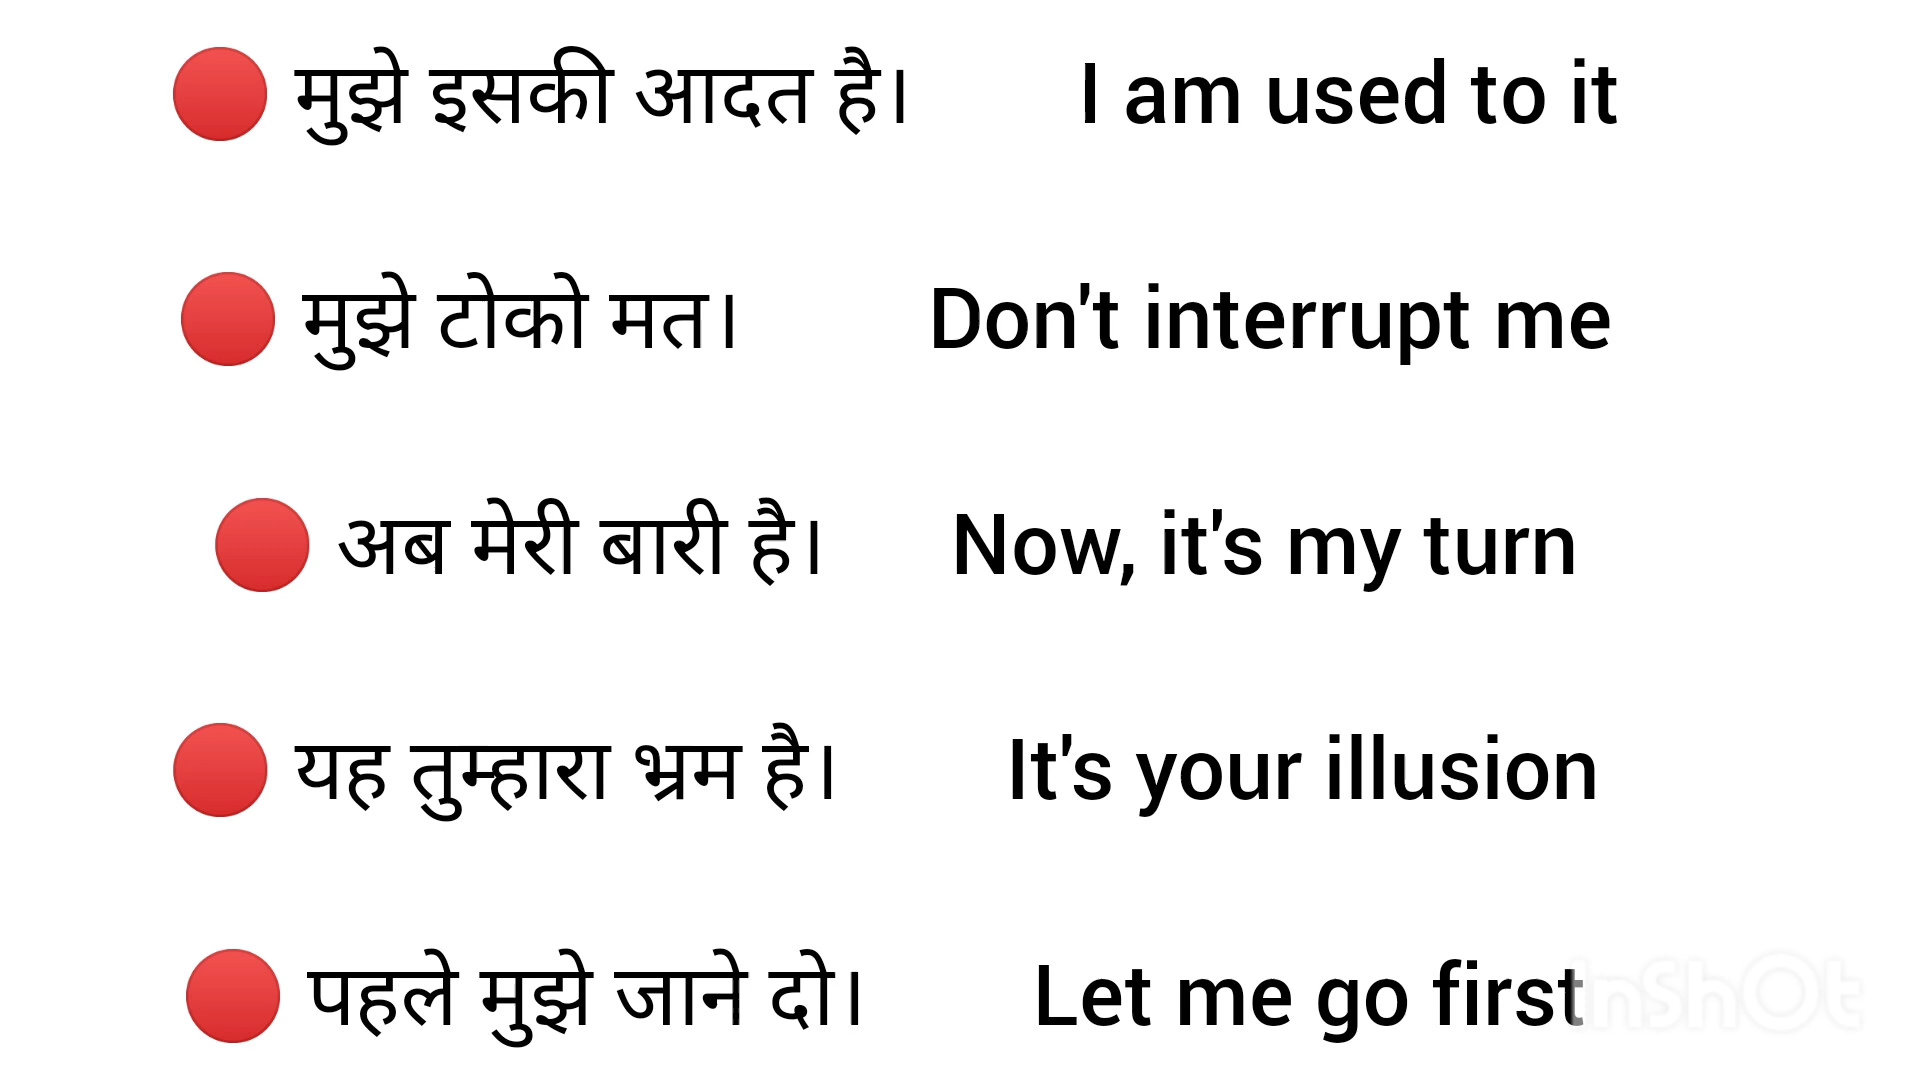 🔴 मुझे इसकी आदत है। I am used to it
🔴 मुझे टोको मत। Don't interrupt me
🔴 अब मेरी बारी है। Now, it's my turn
🔴 यह तुम्हारा भ्रम है। It's your illusion
🔴 पहले मुझे जाने दो। Let me go first
InShOt